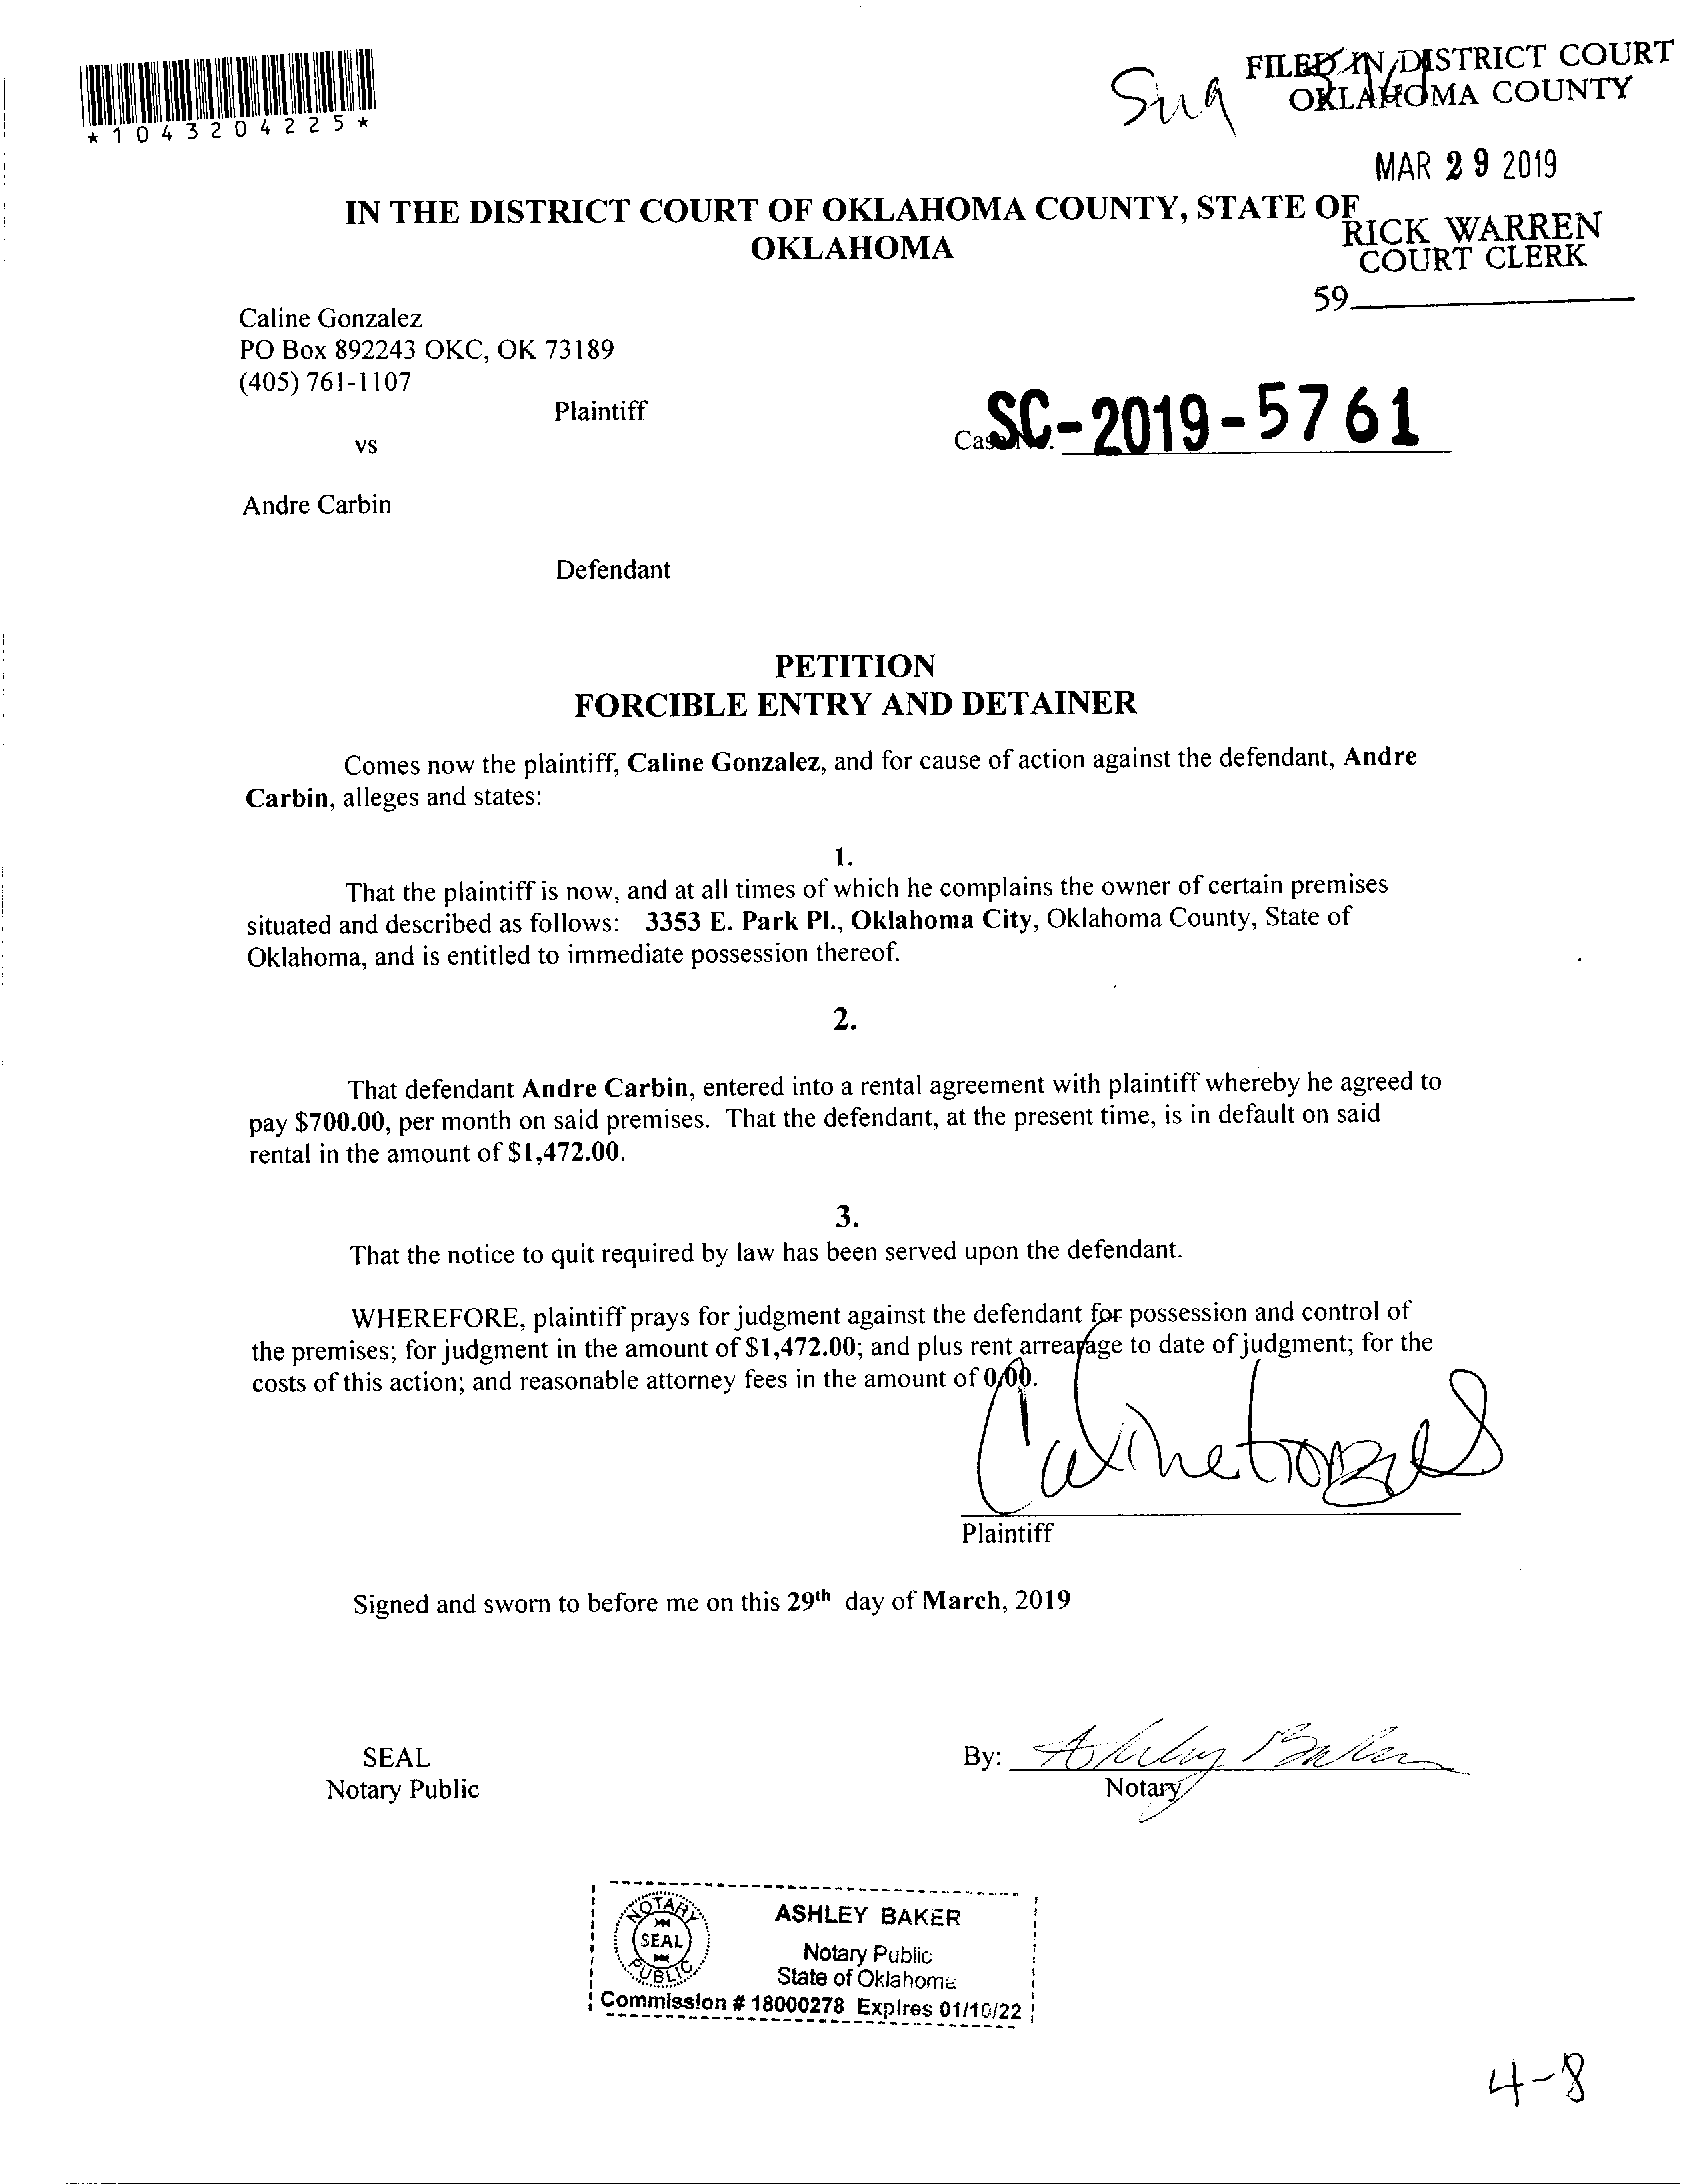 *1043204225*
FILED IN DISTRICT COURT
OKLAHOMA COUNTY
MAR 29 2019
RICK WARREN
COURT CLERK
59
IN THE DISTRICT COURT OF OKLAHOMA COUNTY, STATE OF
OKLAHOMA
Caline Gonzalez
PO Box 892243 OKC, OK 73189
(405) 761-1107
Plaintiff
vs
Case No. SC-2019-5761
Andre Carbin
Defendant
PETITION
FORCIBLE ENTRY AND DETAINER
Comes now the plaintiff, Caline Gonzalez, and for cause of action against the defendant, Andre
Carbin, alleges and states:
1.
That the plaintiff is now, and at all times of which he complains the owner of certain premises
situated and described as follows: 3353 E. Park Pl., Oklahoma City, Oklahoma County, State of
Oklahoma, and is entitled to immediate possession thereof.
2.
That defendant Andre Carbin, entered into a rental agreement with plaintiff whereby he agreed to
pay $700.00, per month on said premises. That the defendant, at the present time, is in default on said
rental in the amount of $1,472.00.
3.
That the notice to quit required by law has been served upon the defendant.
WHEREFORE, plaintiff prays for judgment against the defendant for possession and control of
the premises; for judgment in the amount of $1,472.00; and plus rent arrearage to date of judgment; for the
costs of this action; and reasonable attorney fees in the amount of 0.00.
Plaintiff
Signed and sworn to before me on this 29th day of March, 2019
SEAL
Notary Public
By: Ashley Baker
Notary
NOTARY
SEAL
PUBLIC
ASHLEY BAKER
Notary Public
State of Oklahoma
Commission # 18000278 Expires 01/10/22
4-8